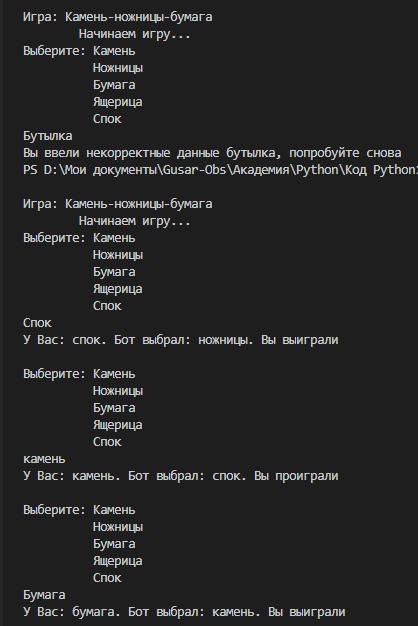 Игра: Камень-ножницы-бумага
Начинаем игру...
Выберите: Камень
Ножницы
Бумага
Ящерица
Спок
Бутылка
Вы ввели некорректные данные бутылка, попробуйте снова
PS D:\Мои документы\Gusar-Obs\Академия\Python\Код Python>
Игра: Камень-ножницы-бумага
Начинаем игру...
Выберите: Камень
Ножницы
Бумага
Ящерица
Спок
Спок
У Вас: спок. Бот выбрал: ножницы. Вы выиграли
Выберите: Камень
Ножницы
Бумага
Ящерица
Спок
камень
У Вас: камень. Бот выбрал: спок. Вы проиграли
Выберите: Камень
Ножницы
Бумага
Ящерица
Спок
Бумага
У Вас: бумага. Бот выбрал: камень. Вы выиграли